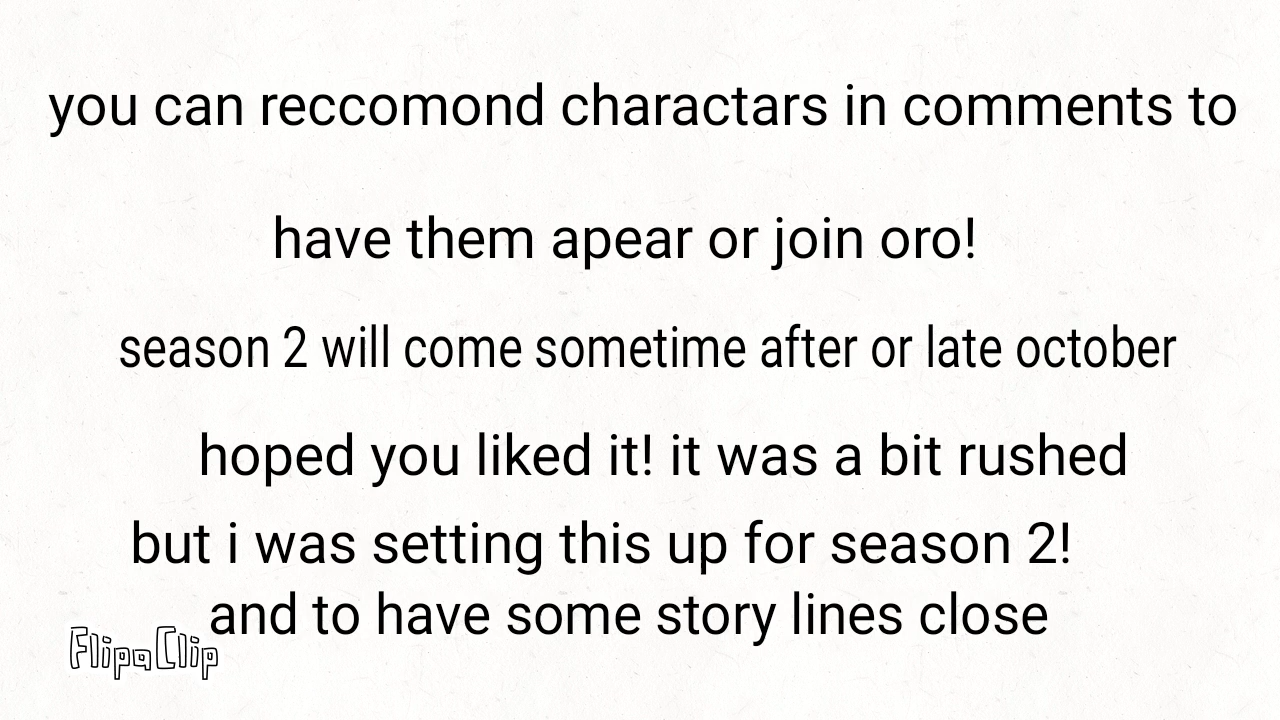 you can reccomond charactars in comments to
have them apear or join oro!
season 2 will come sometime after or late october
hoped you liked it! it was a bit rushed
but i was setting this up for season 2!
and to have some story lines close
FlipaClip